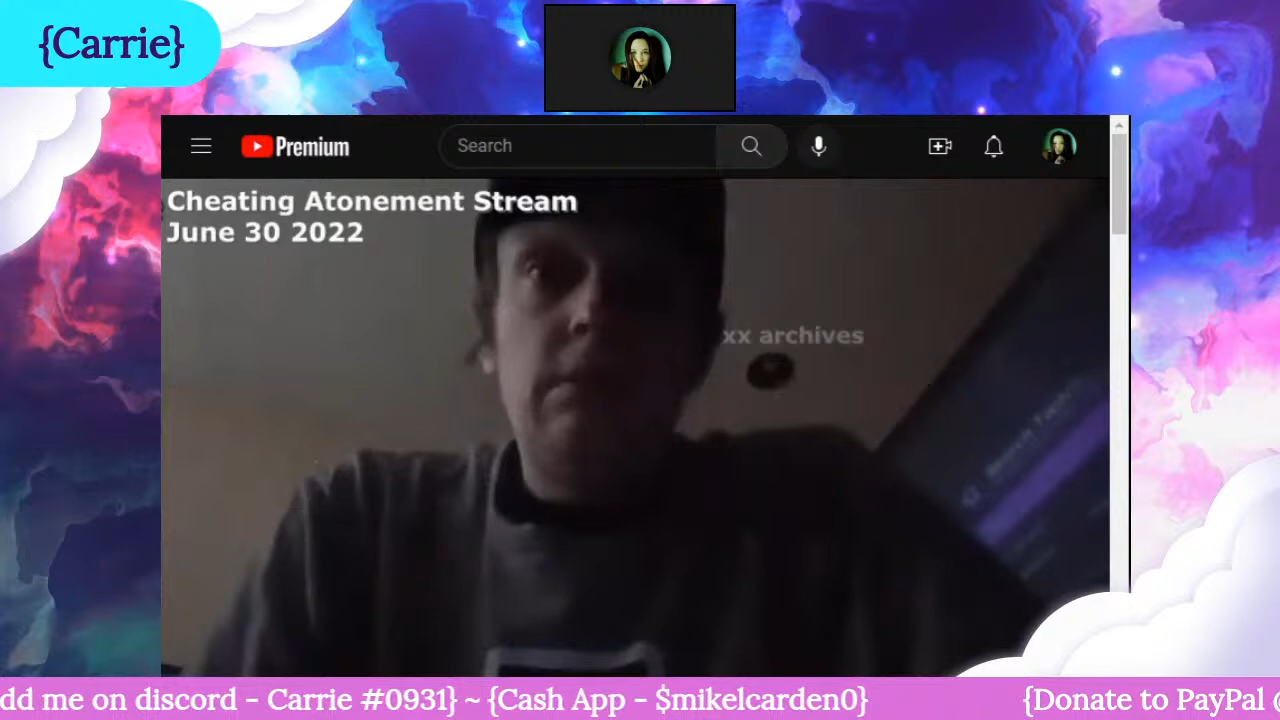 {Carrie}
Premium
Search
Cheating Atonement Stream
June 30 2022
xx archives
dd me on discord - Carrie #0931} ~ {Cash App - $mikelcarden0}
{Donate to PayPal